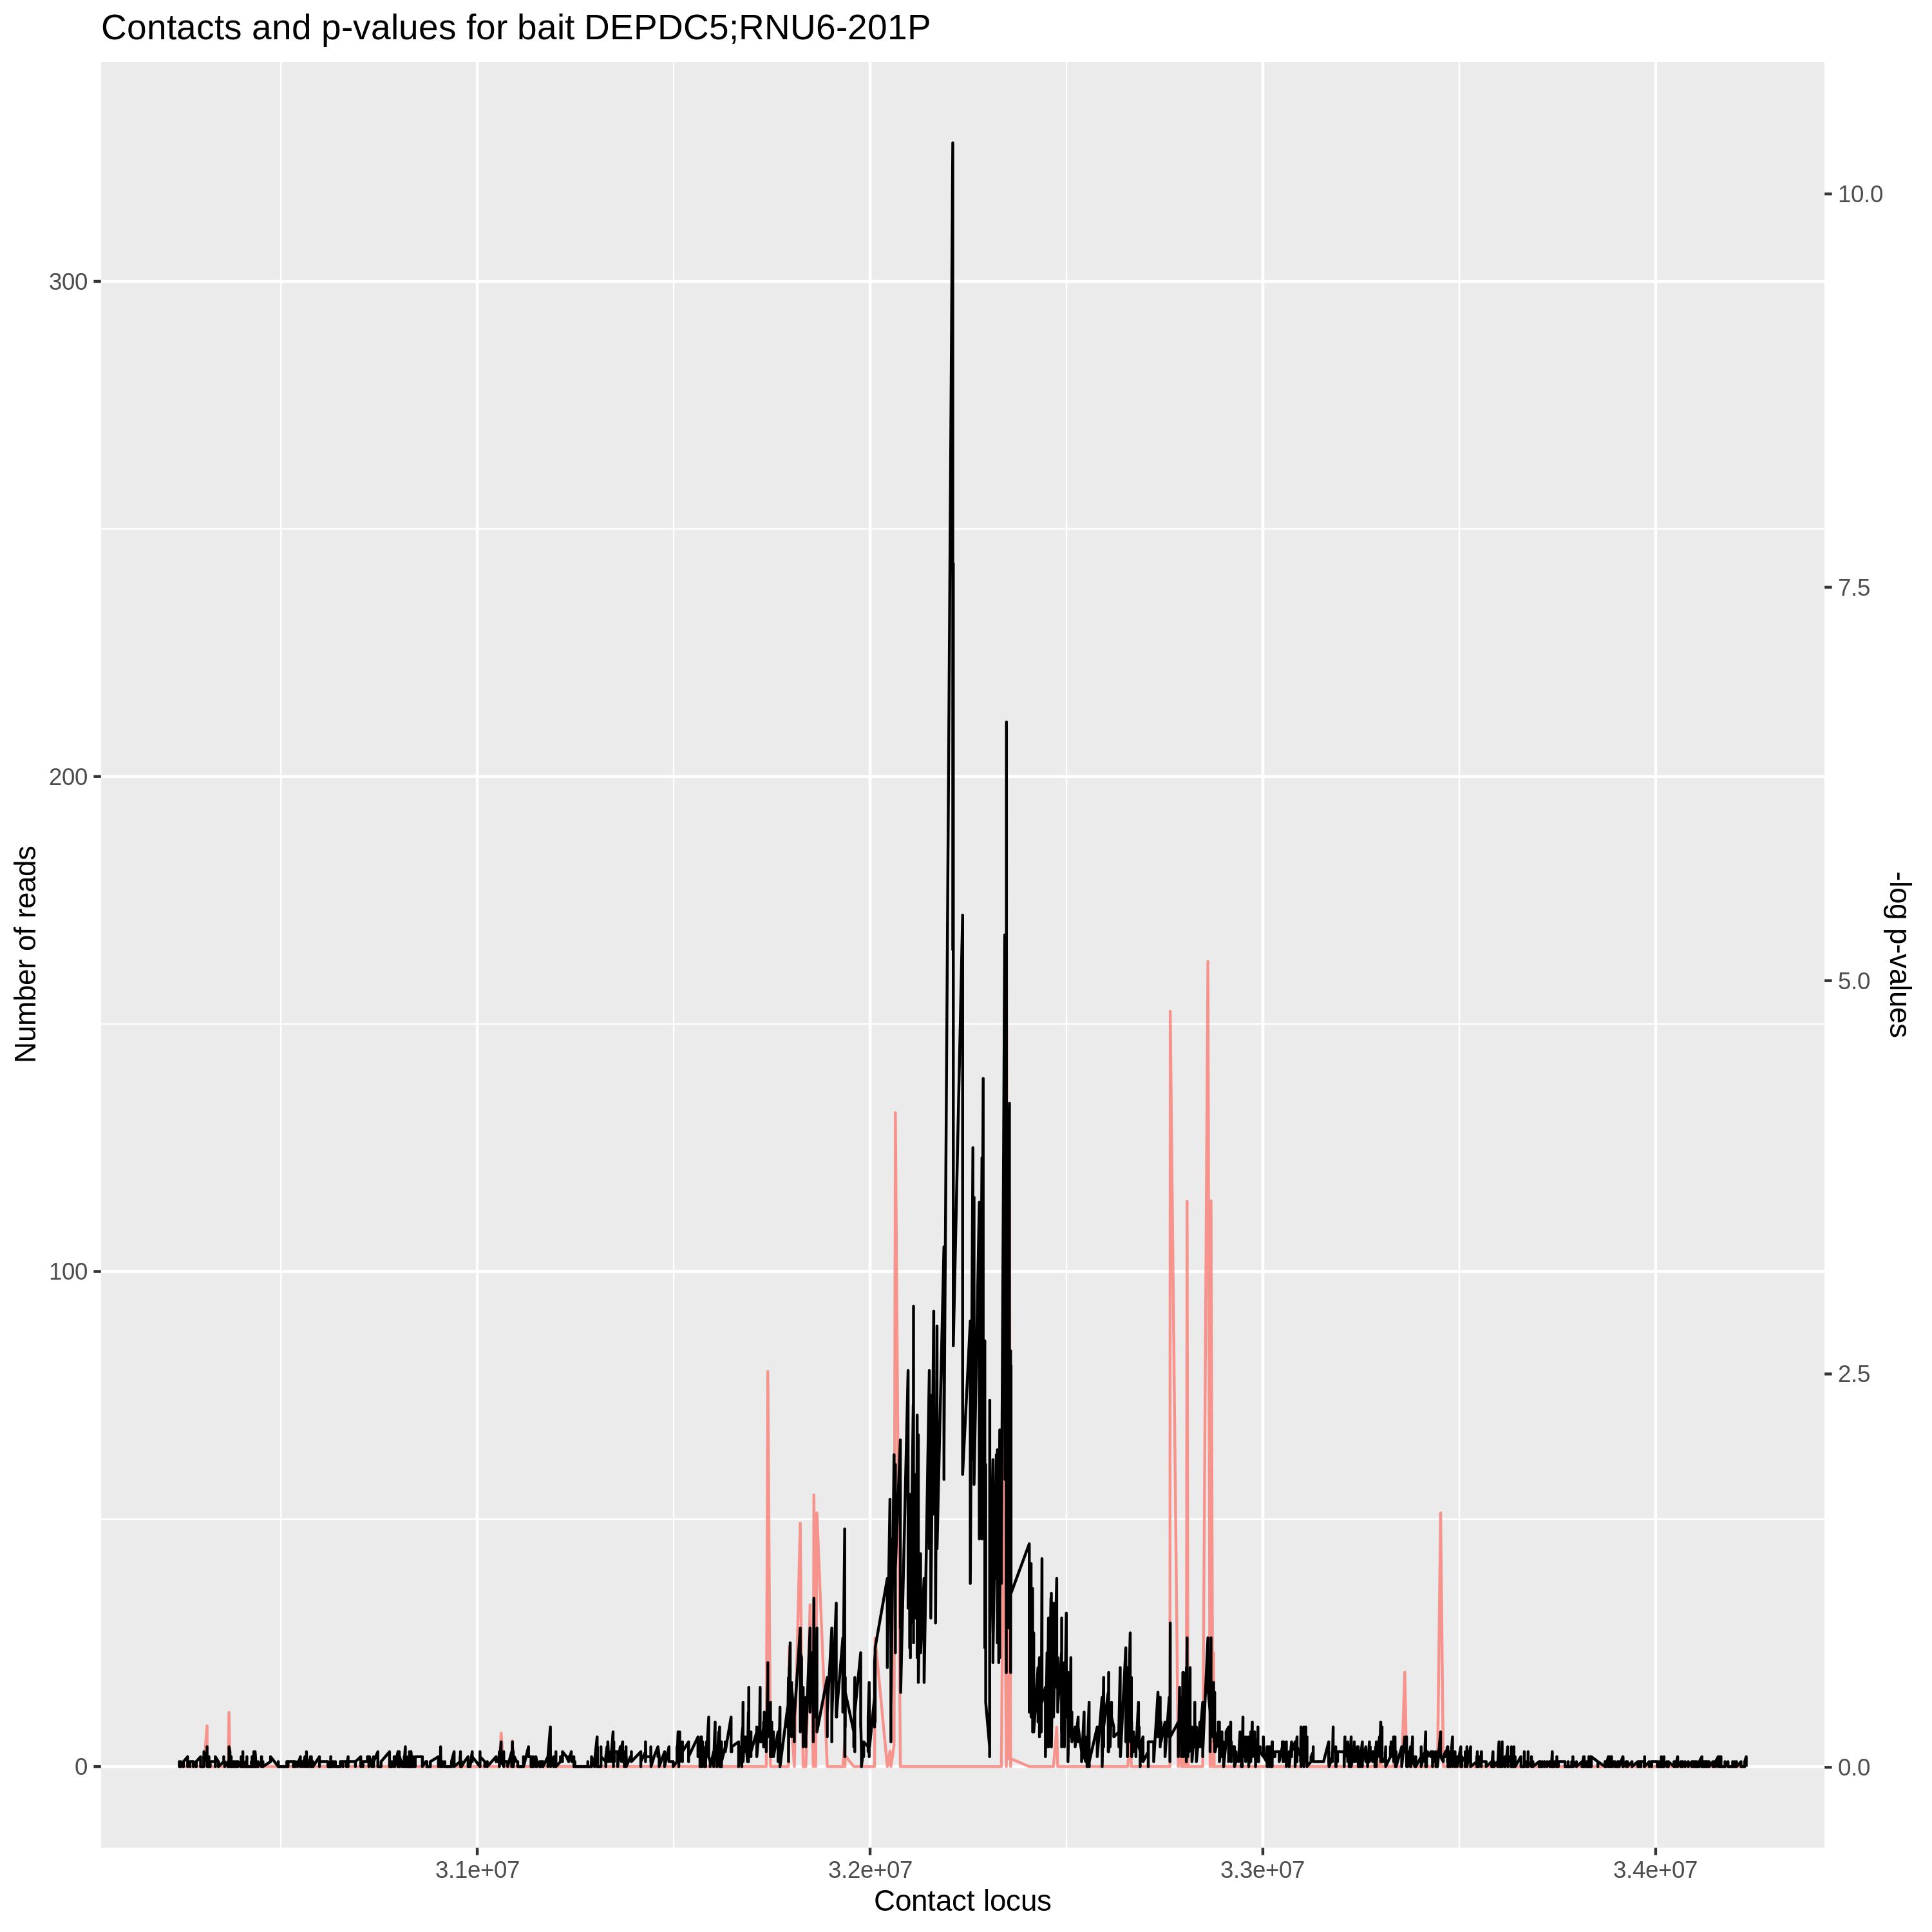 Contacts and p-values for bait DEPDC5;RNU6-201P
Number of reads
300
200
100
0
10.0
7.5
5.0
2.5
0.0
-log p-values
3.1e+07
3.2e+07
3.3e+07
3.4e+07
Contact locus